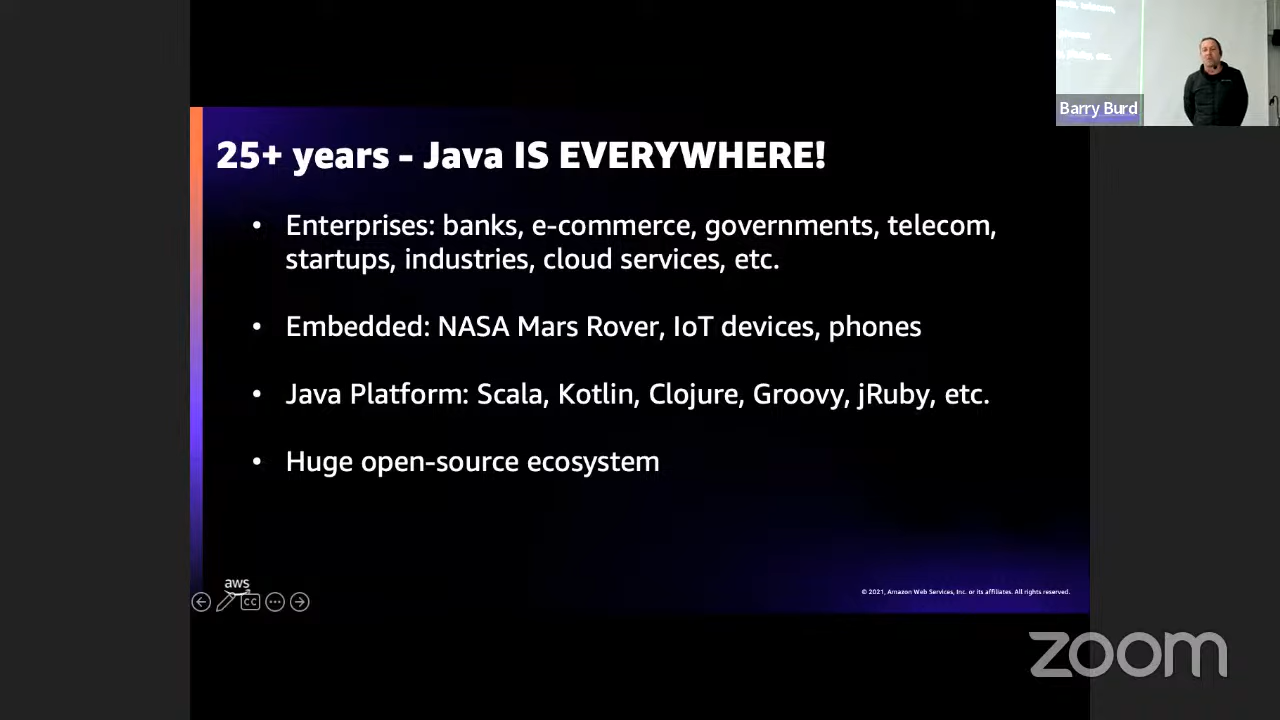 Barry Burd
25+ years - Java IS EVERYWHERE!
• Enterprises: banks, e-commerce, governments, telecom,
startups, industries, cloud services, etc.
• Embedded: NASA Mars Rover, IoT devices, phones
• Java Platform: Scala, Kotlin, Clojure, Groovy, jRuby, etc.
• Huge open-source ecosystem
aws
CC
© 2021, Amazon Web Services, Inc. or its affiliates. All rights reserved.
zoom